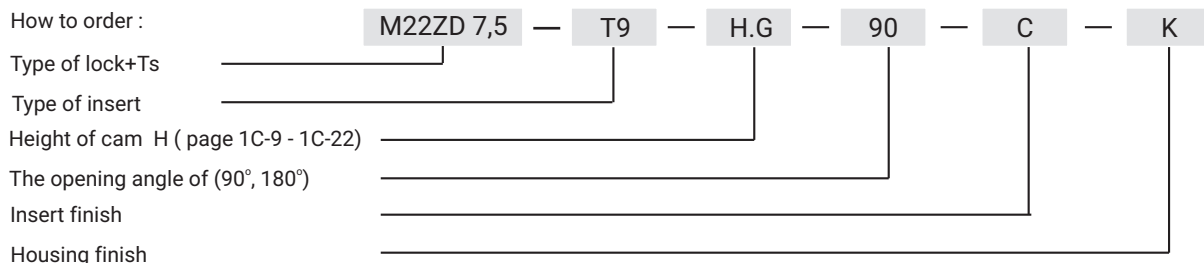 How to order :
M22ZD 7,5 — T9 — H.G — 90 — C — K
Type of lock+Ts
Type of insert
Height of cam H ( page 1C-9 - 1C-22)
The opening angle of (90°, 180°)
Insert finish
Housing finish